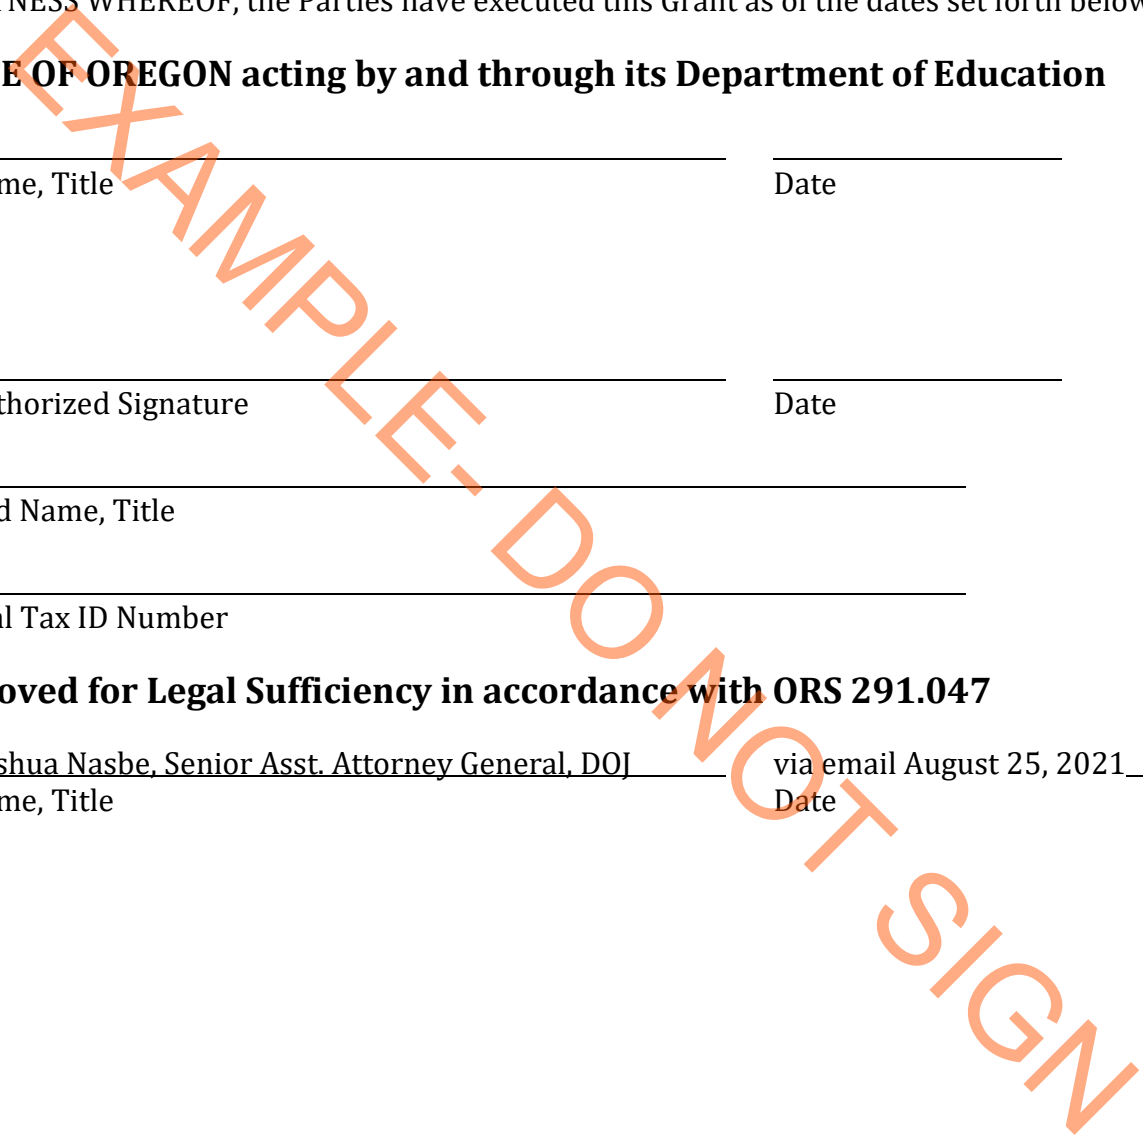 NESS WHEREOF, the Parties have executed this Grant as of the dates set forth below
E OF OREGON acting by and through its Department of Education
me, Title Date
thorized Signature Date
d Name, Title
l Tax ID Number
oved for Legal Sufficiency in accordance with ORS 291.047
shua Nasbe, Senior Asst. Attorney General, DOJ via email August 25, 2021_
me, Title Date
EXAMPLE- DO NOT SIGN